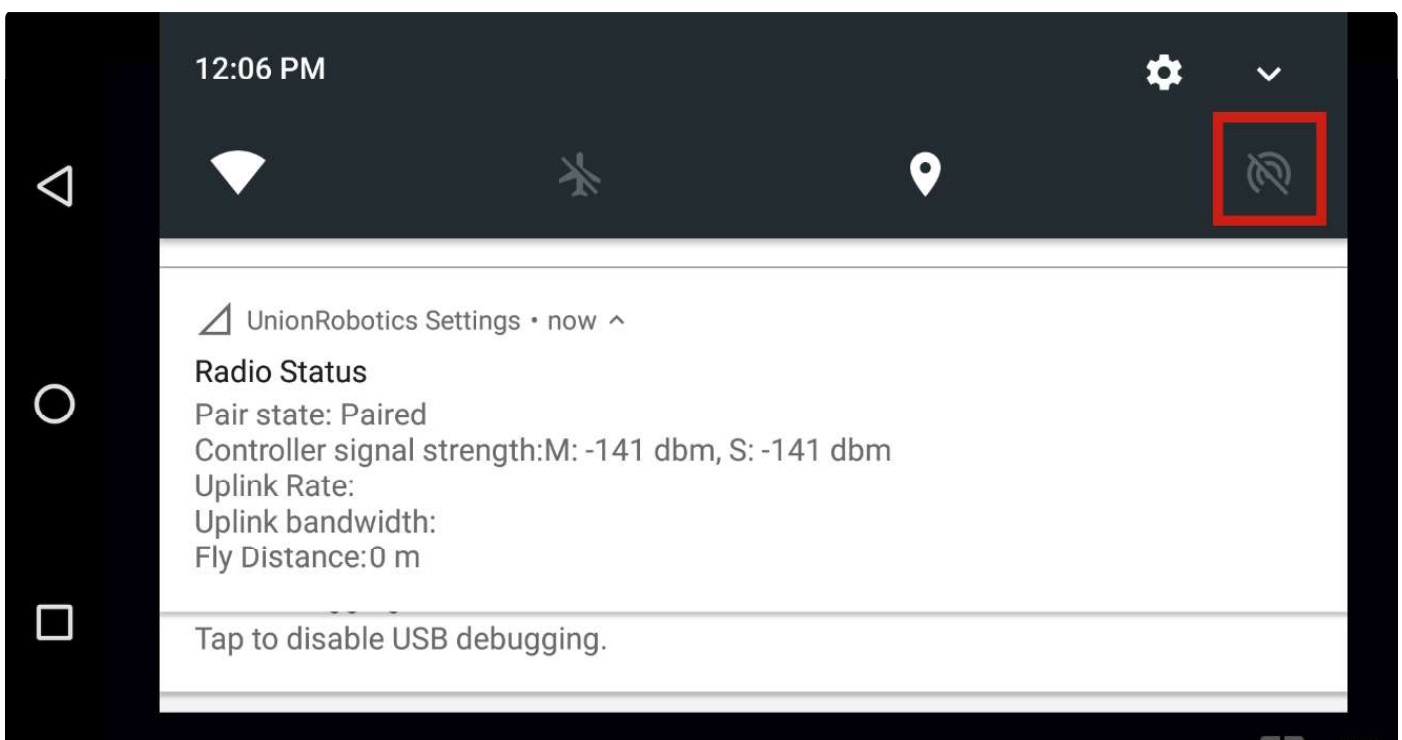 12:06 PM
UnionRobotics Settings • now
Radio Status
Pair state: Paired
Controller signal strength:M: -141 dbm, S: -141 dbm
Uplink Rate:
Uplink bandwidth:
Fly Distance:0 m
Tap to disable USB debugging.